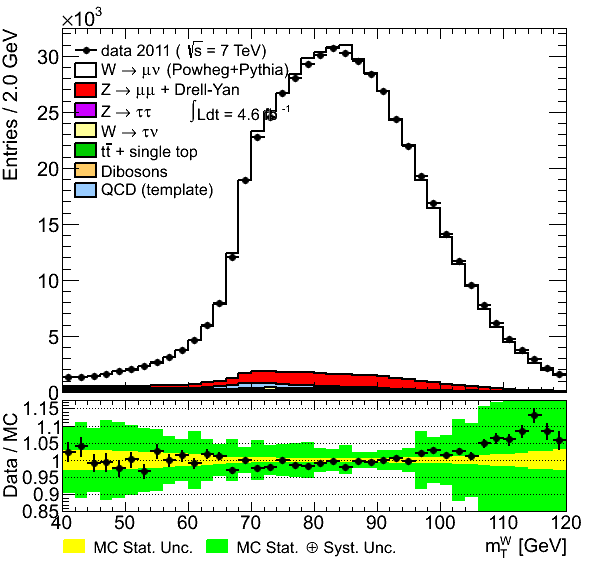 ×10³
Entries / 2.0 GeV
30
25
20
15
10
5
0
data 2011 ( √s = 7 TeV)
W → μν (Powheg+Pythia)
Z → μμ + Drell-Yan
Z → ττ
∫Ldt = 4.6 fb⁻¹
W → τν
tt̄ + single top
Dibosons
QCD (template)
Data / MC
1.15
1.1
1.05
1
0.95
0.9
0.85
40 50 60 70 80 90 100 110 120
m_T^W [GeV]
MC Stat. Unc. MC Stat. ⊕ Syst. Unc.